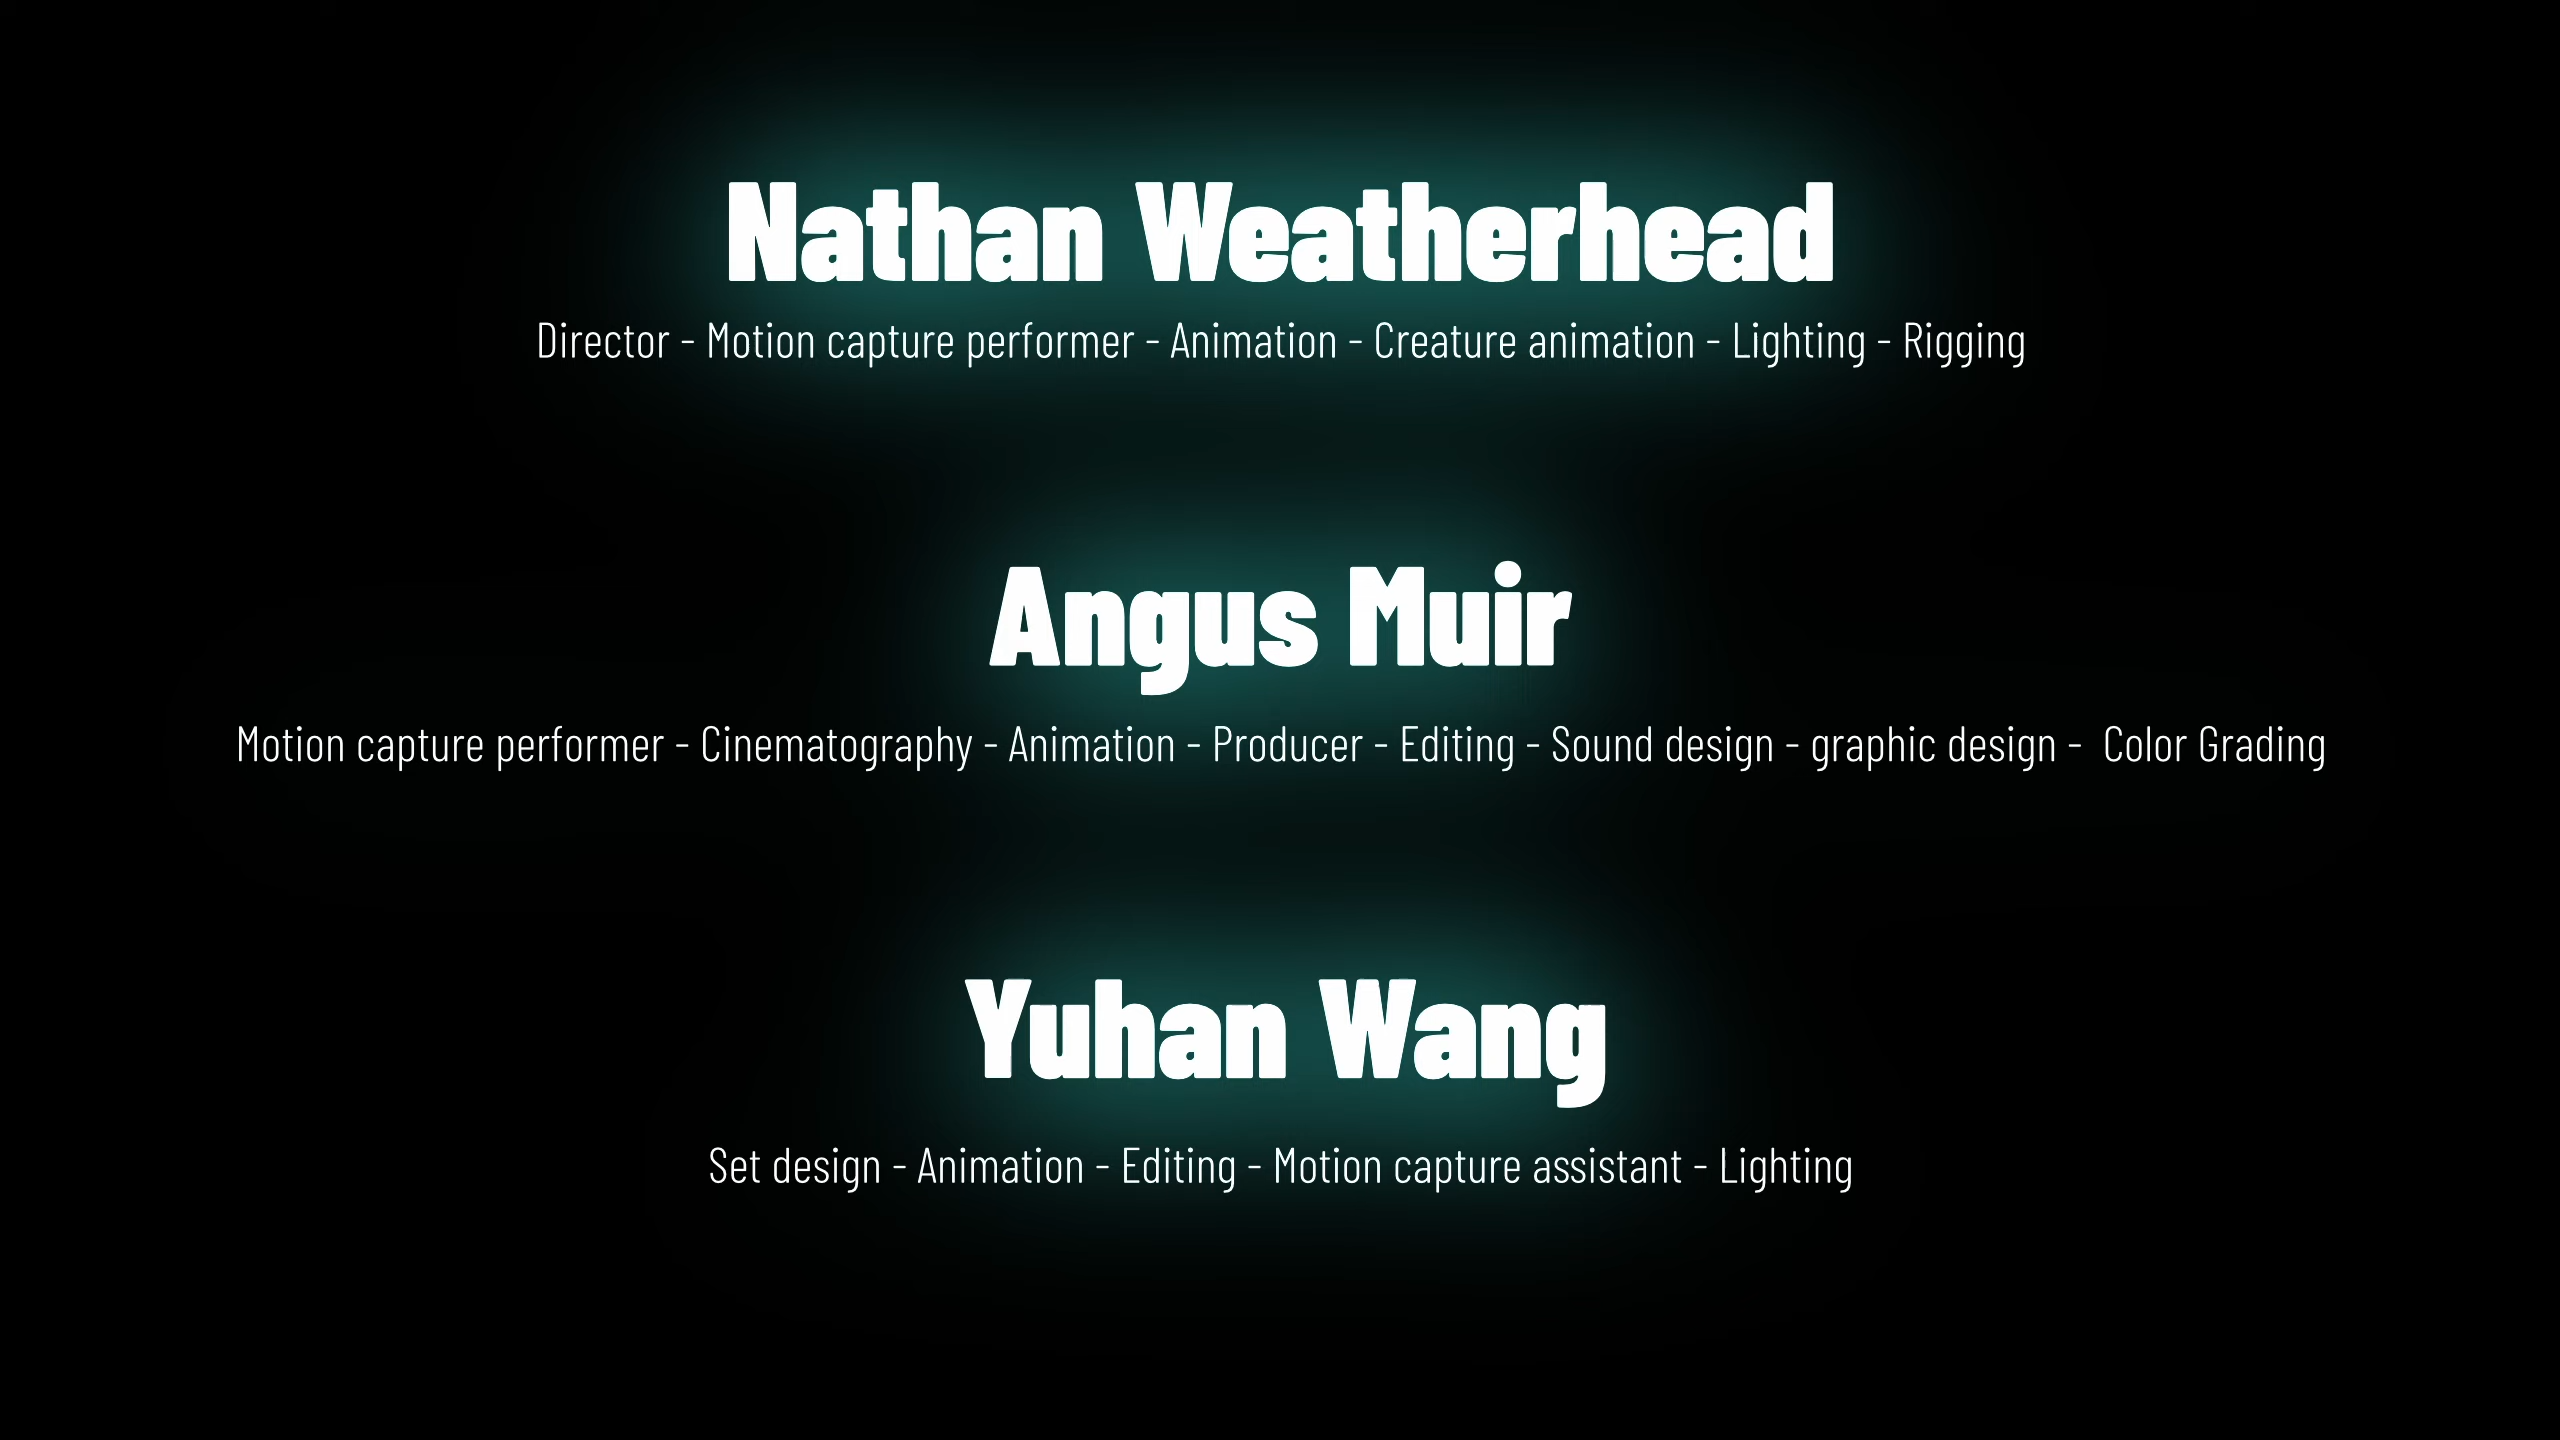 Nathan Weatherhead
Director - Motion capture performer - Animation - Creature animation - Lighting - Rigging
Angus Muir
Motion capture performer - Cinematography - Animation - Producer - Editing - Sound design - graphic design -  Color Grading
Yuhan Wang
Set design - Animation - Editing - Motion capture assistant - Lighting